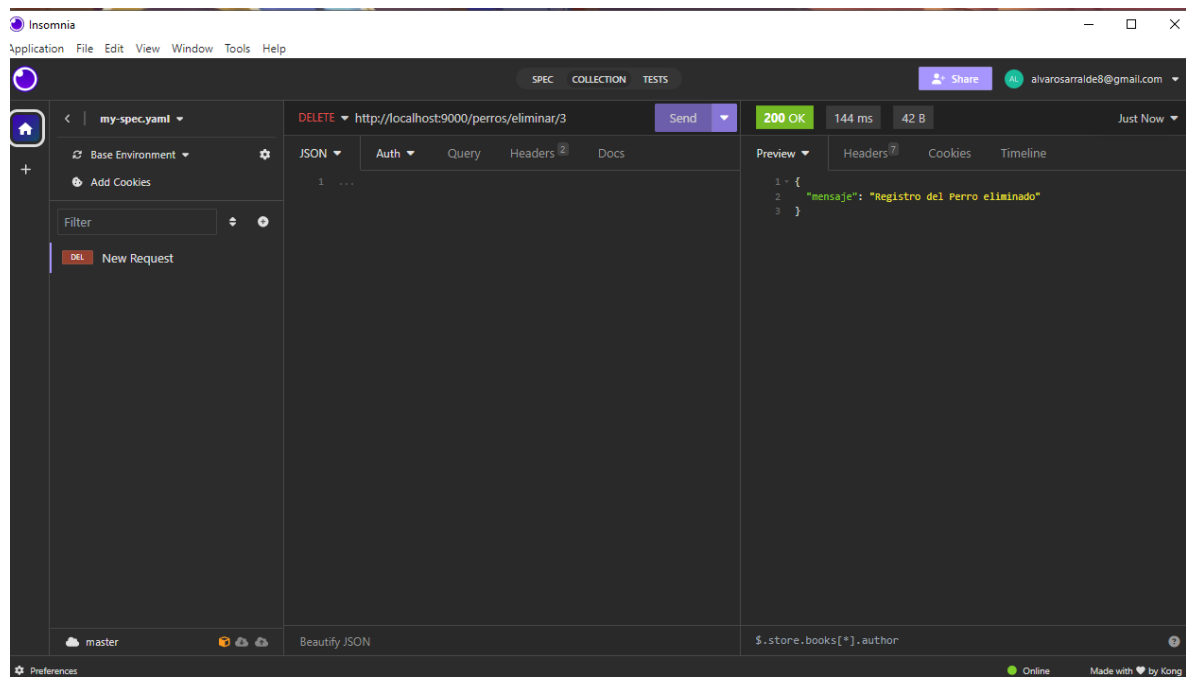 Insomnia
Application File Edit View Window Tools Help
SPEC COLLECTION TESTS
Share
AL alvarosarralde8@gmail.com
my-spec.yaml
DELETE http://localhost:9000/perros/eliminar/3 Send
200 OK 144 ms 42 B Just Now
Base Environment
JSON Auth Query Headers 2 Docs
Preview Headers 7 Cookies Timeline
Add Cookies
1 ...
1 {
2 "mensaje": "Registro del Perro eliminado"
3 }
Filter
DEL New Request
master
Beautify JSON
$.store.books[*].author
Preferences
Online
Made with ♥ by Kong